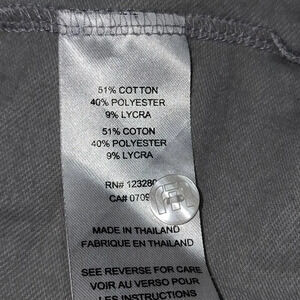 51% COTTON
40% POLYESTER
9% LYCRA
51% COTON
40% POLYESTER
9% LYCRA
RN# 123280
CA# 0709
MADE IN THAILAND
FABRIQUE EN THAILAND
SEE REVERSE FOR CARE
VOIR AU VERSO POUR
LES INSTRUCTIONS